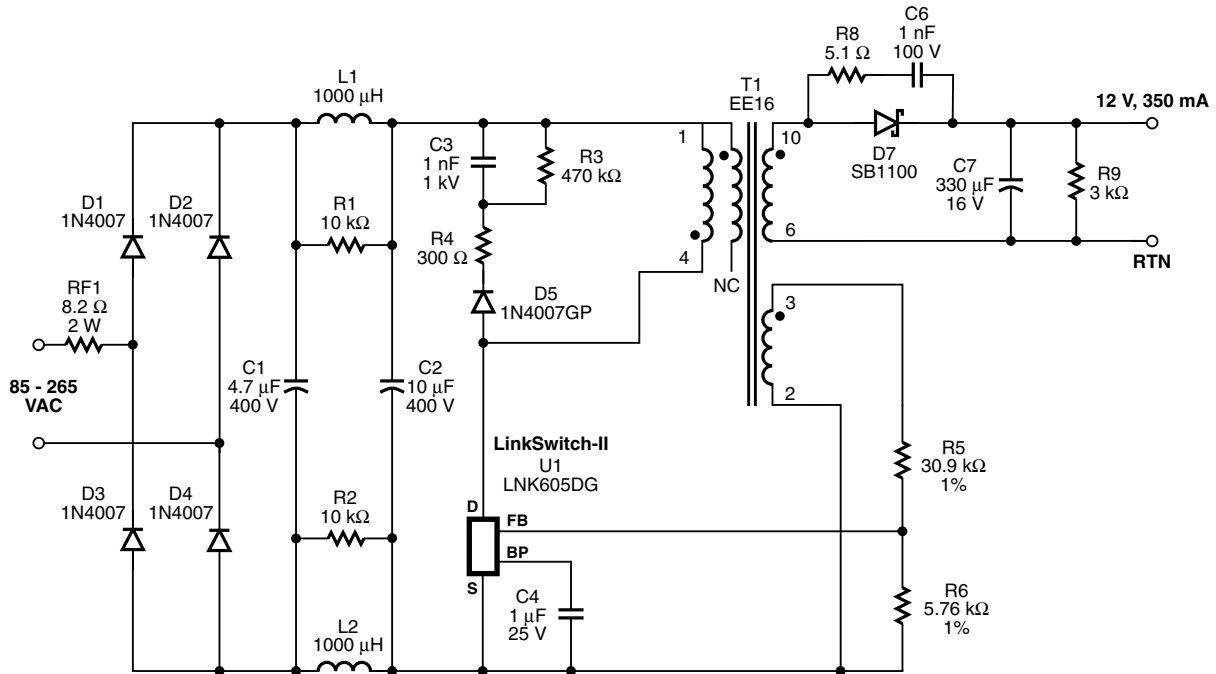 C6
1 nF
100 V
R8
5.1 Ω
L1
1000 μH
T1
EE16
12 V, 350 mA
1
10
C3
1 nF
1 kV
R3
470 kΩ
D7
SB1100
C7
330 μF
16 V
R9
3 kΩ
D1
1N4007
D2
1N4007
R1
10 kΩ
R4
300 Ω
4
6
RTN
NC
RF1
8.2 Ω
2 W
D5
1N4007GP
3
85 - 265
VAC
C1
4.7 μF
400 V
C2
10 μF
400 V
2
LinkSwitch-II
U1
LNK605DG
R5
30.9 kΩ
1%
D3
1N4007
D4
1N4007
R2
10 kΩ
D
FB
BP
S
C4
1 μF
25 V
R6
5.76 kΩ
1%
L2
1000 μH